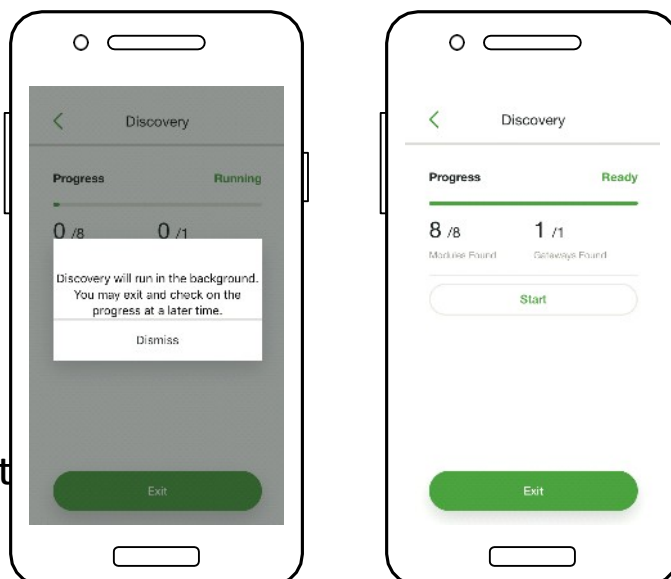 Discovery
Progress Running
0 /8 0 /1
Discovery will run in the background.
You may exit and check on the
progress at a later time.
Dismiss
t
Exit
Discovery
Progress Ready
8 /8 1 /1
Modules Found Gateways Found
Start
Exit